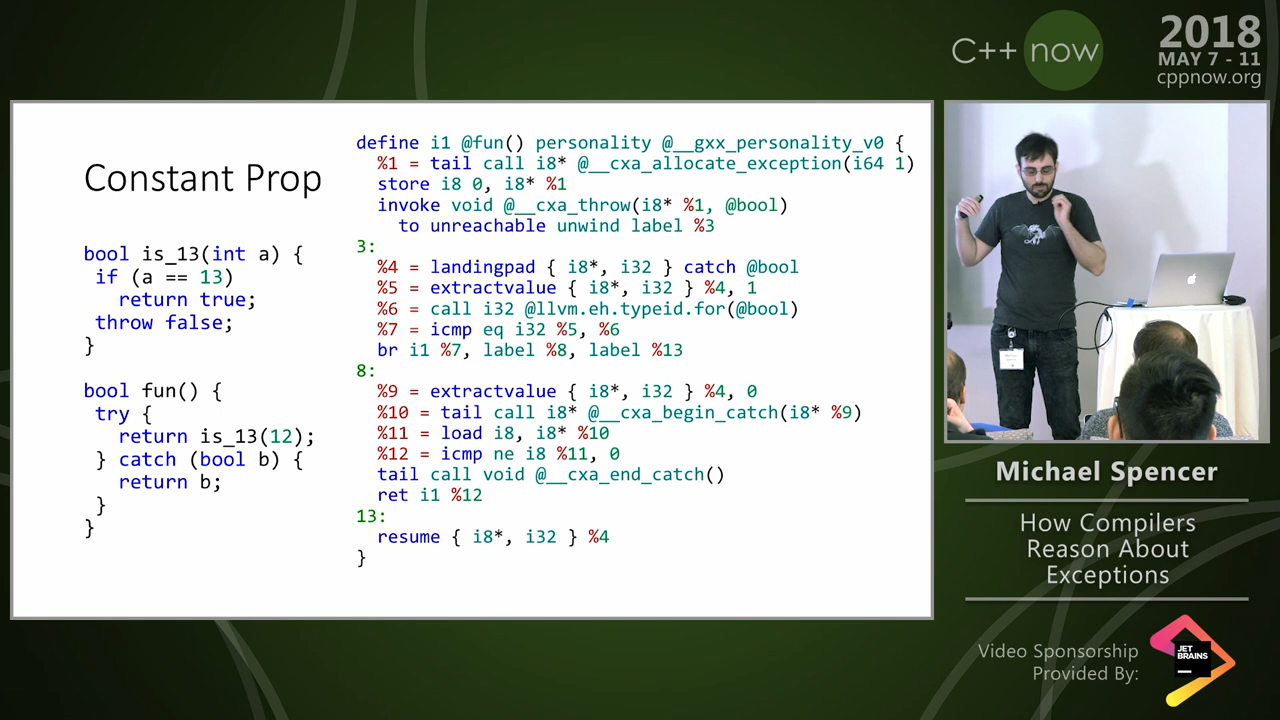 C++ now
2018
MAY 7 - 11
cppnow.org
Constant Prop
bool is_13(int a) {
 if (a == 13)
   return true;
 throw false;
}
bool fun() {
 try {
   return is_13(12);
 } catch (bool b) {
   return b;
 }
}
define i1 @fun() personality @__gxx_personality_v0 {
  %1 = tail call i8* @__cxa_allocate_exception(i64 1)
  store i8 0, i8* %1
  invoke void @__cxa_throw(i8* %1, @bool)
    to unreachable unwind label %3
3:
  %4 = landingpad { i8*, i32 } catch @bool
  %5 = extractvalue { i8*, i32 } %4, 1
  %6 = call i32 @llvm.eh.typeid.for(@bool)
  %7 = icmp eq i32 %5, %6
  br i1 %7, label %8, label %13
8:
  %9 = extractvalue { i8*, i32 } %4, 0
  %10 = tail call i8* @__cxa_begin_catch(i8* %9)
  %11 = load i8, i8* %10
  %12 = icmp ne i8 %11, 0
  tail call void @__cxa_end_catch()
  ret i1 %12
13:
  resume { i8*, i32 } %4
}
Michael Spencer
How Compilers
Reason About
Exceptions
Video Sponsorship
Provided By:
JET
BRAINS